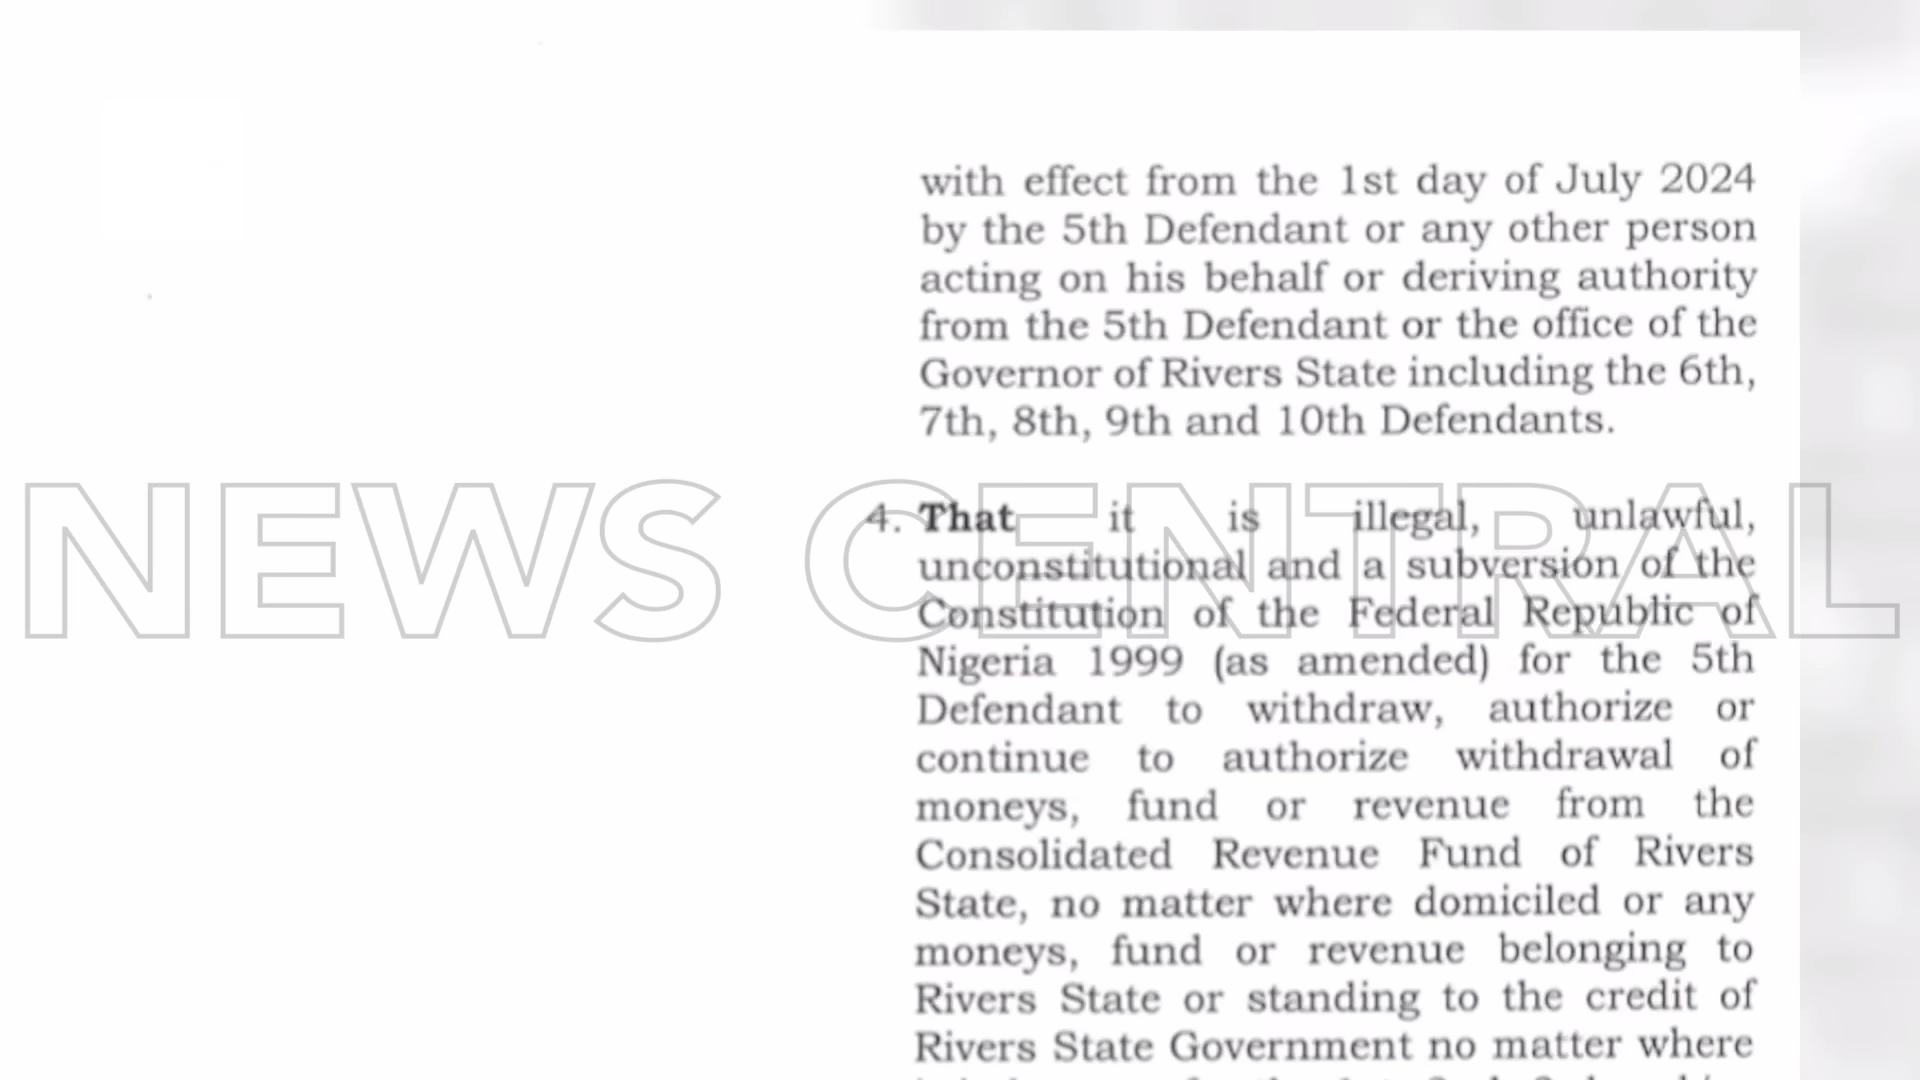 with effect from the 1st day of July 2024
by the 5th Defendant or any other person
acting on his behalf or deriving authority
from the 5th Defendant or the office of the
Governor of Rivers State including the 6th,
7th, 8th, 9th and 10th Defendants.
4. That it is illegal, unlawful,
unconstitutional and a subversion of the
Constitution of the Federal Republic of
Nigeria 1999 (as amended) for the 5th
Defendant to withdraw, authorize or
continue to authorize withdrawal of
moneys, fund or revenue from the
Consolidated Revenue Fund of Rivers
State, no matter where domiciled or any
moneys, fund or revenue belonging to
Rivers State or standing to the credit of
Rivers State Government no matter where
NEWS CENTRAL